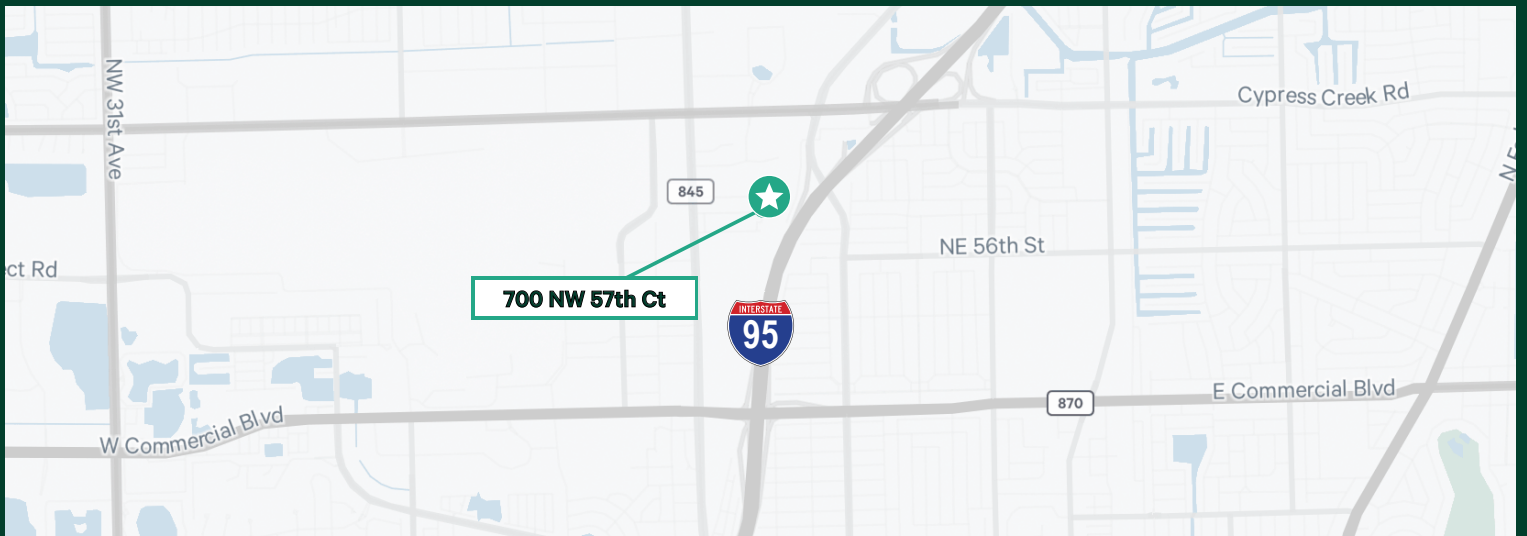 NW 31st Ave
Cypress Creek Rd
845
NE 56th St
ect Rd
700 NW 57th Ct
INTERSTATE
95
870
E Commercial Blvd
W Commercial Blvd